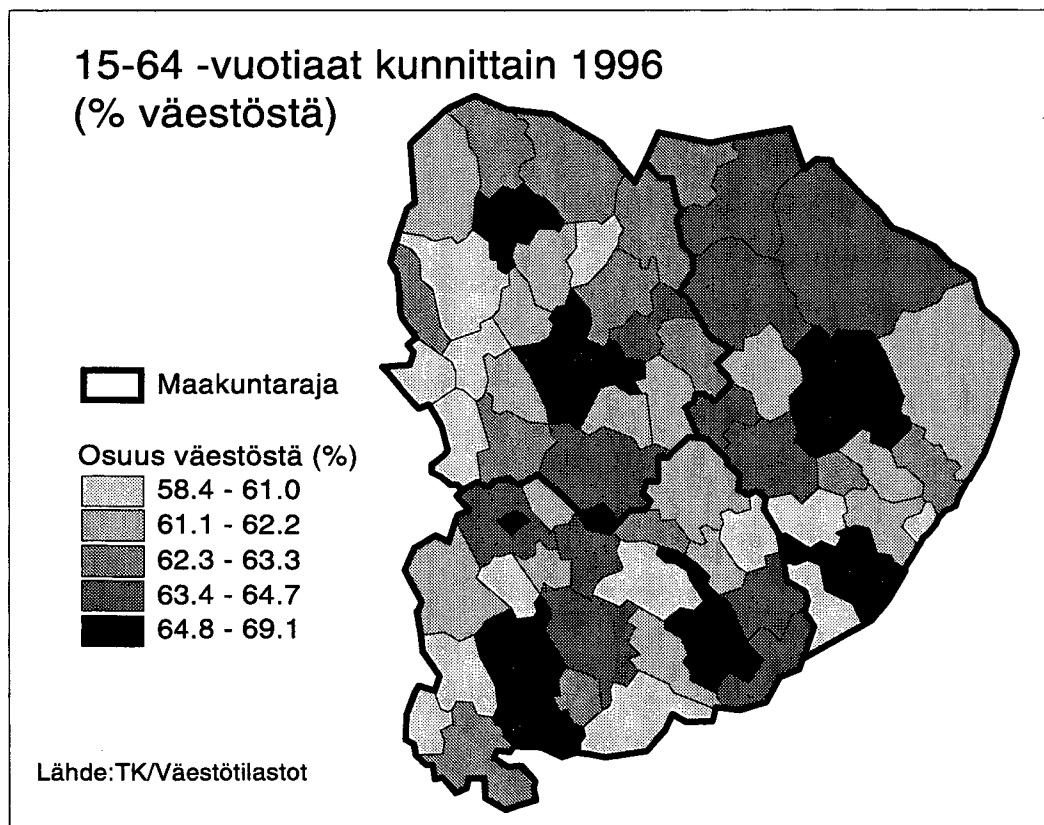 15-64 -vuotiaat kunnittain 1996
(% väestöstä)
Maakuntaraja
Osuus väestöstä (%)
58.4 - 61.0
61.1 - 62.2
62.3 - 63.3
63.4 - 64.7
64.8 - 69.1
Lähde:TK/Väestötilastot